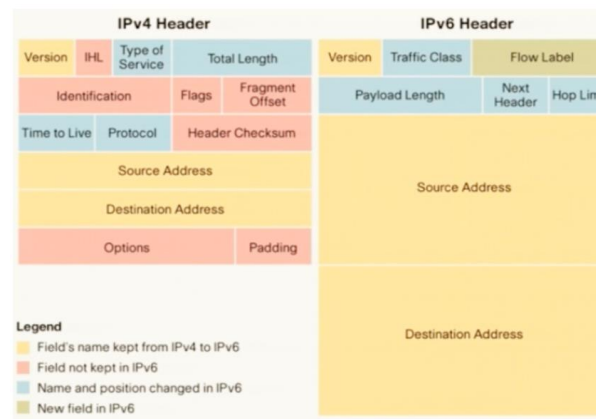 IPv4 Header
IPv6 Header
Version IHL Type of Service Total Length
Identification Flags Fragment Offset
Time to Live Protocol Header Checksum
Source Address
Destination Address
Options Padding
Version Traffic Class Flow Label
Payload Length Next Header Hop Lim
Source Address
Destination Address
Legend
Field's name kept from IPv4 to IPv6
Field not kept in IPv6
Name and position changed in IPv6
New field in IPv6